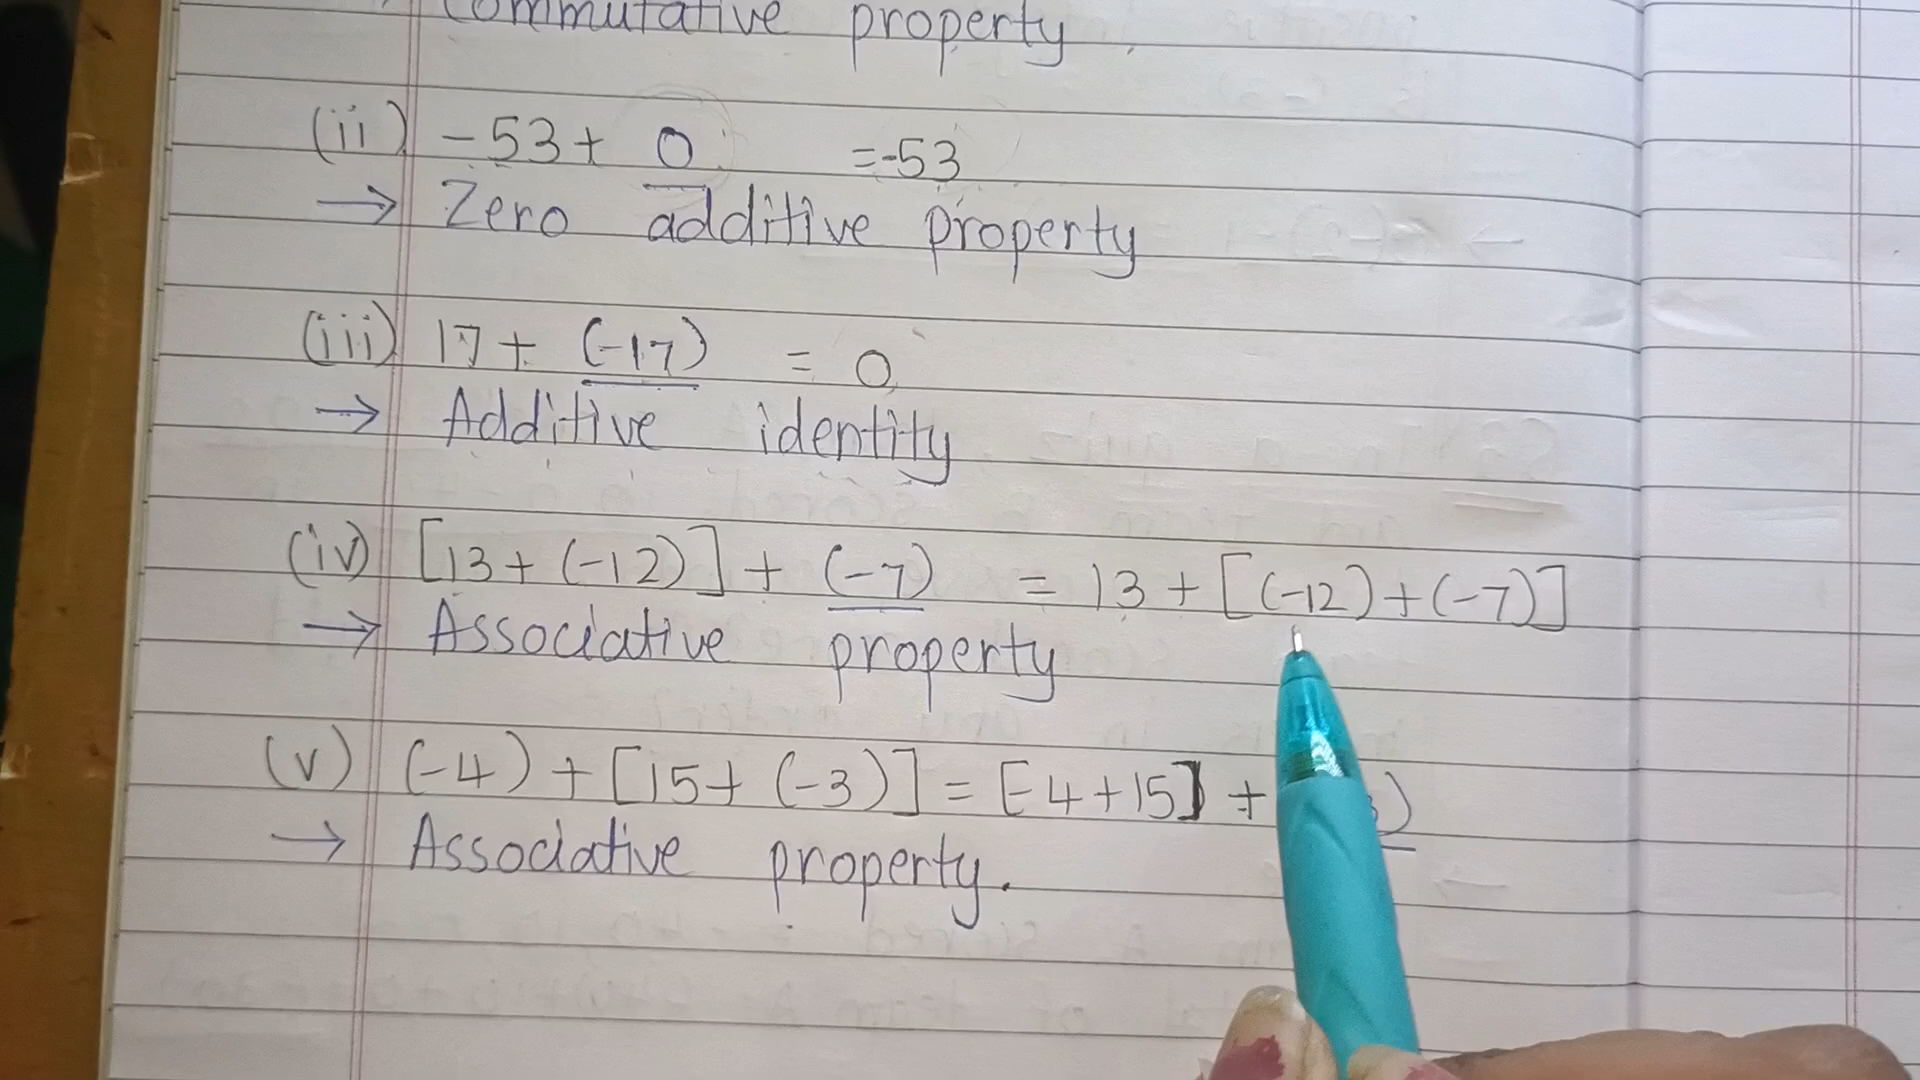 Commutative property
(ii) -53 + 0 = -53
→ Zero additive property
(iii) 17 + (-17) = 0
→ Additive identity
(iv) [13 + (-12)] + (-7) = 13 + [(-12) + (-7)]
→ Associative property
(v) (-4) + [15 + (-3)] = [-4 + 15] + )
→ Associative property.